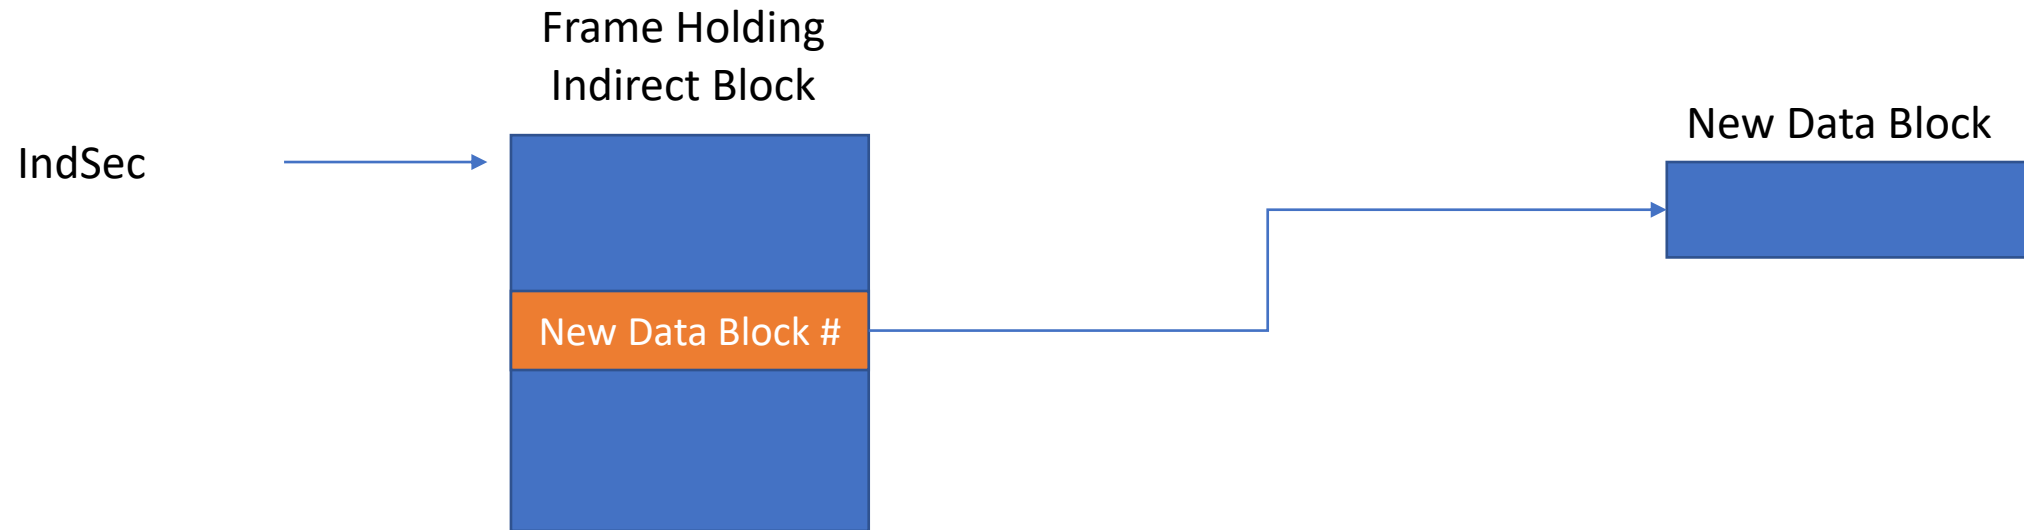 Frame Holding
Indirect Block
IndSec
New Data Block
New Data Block #